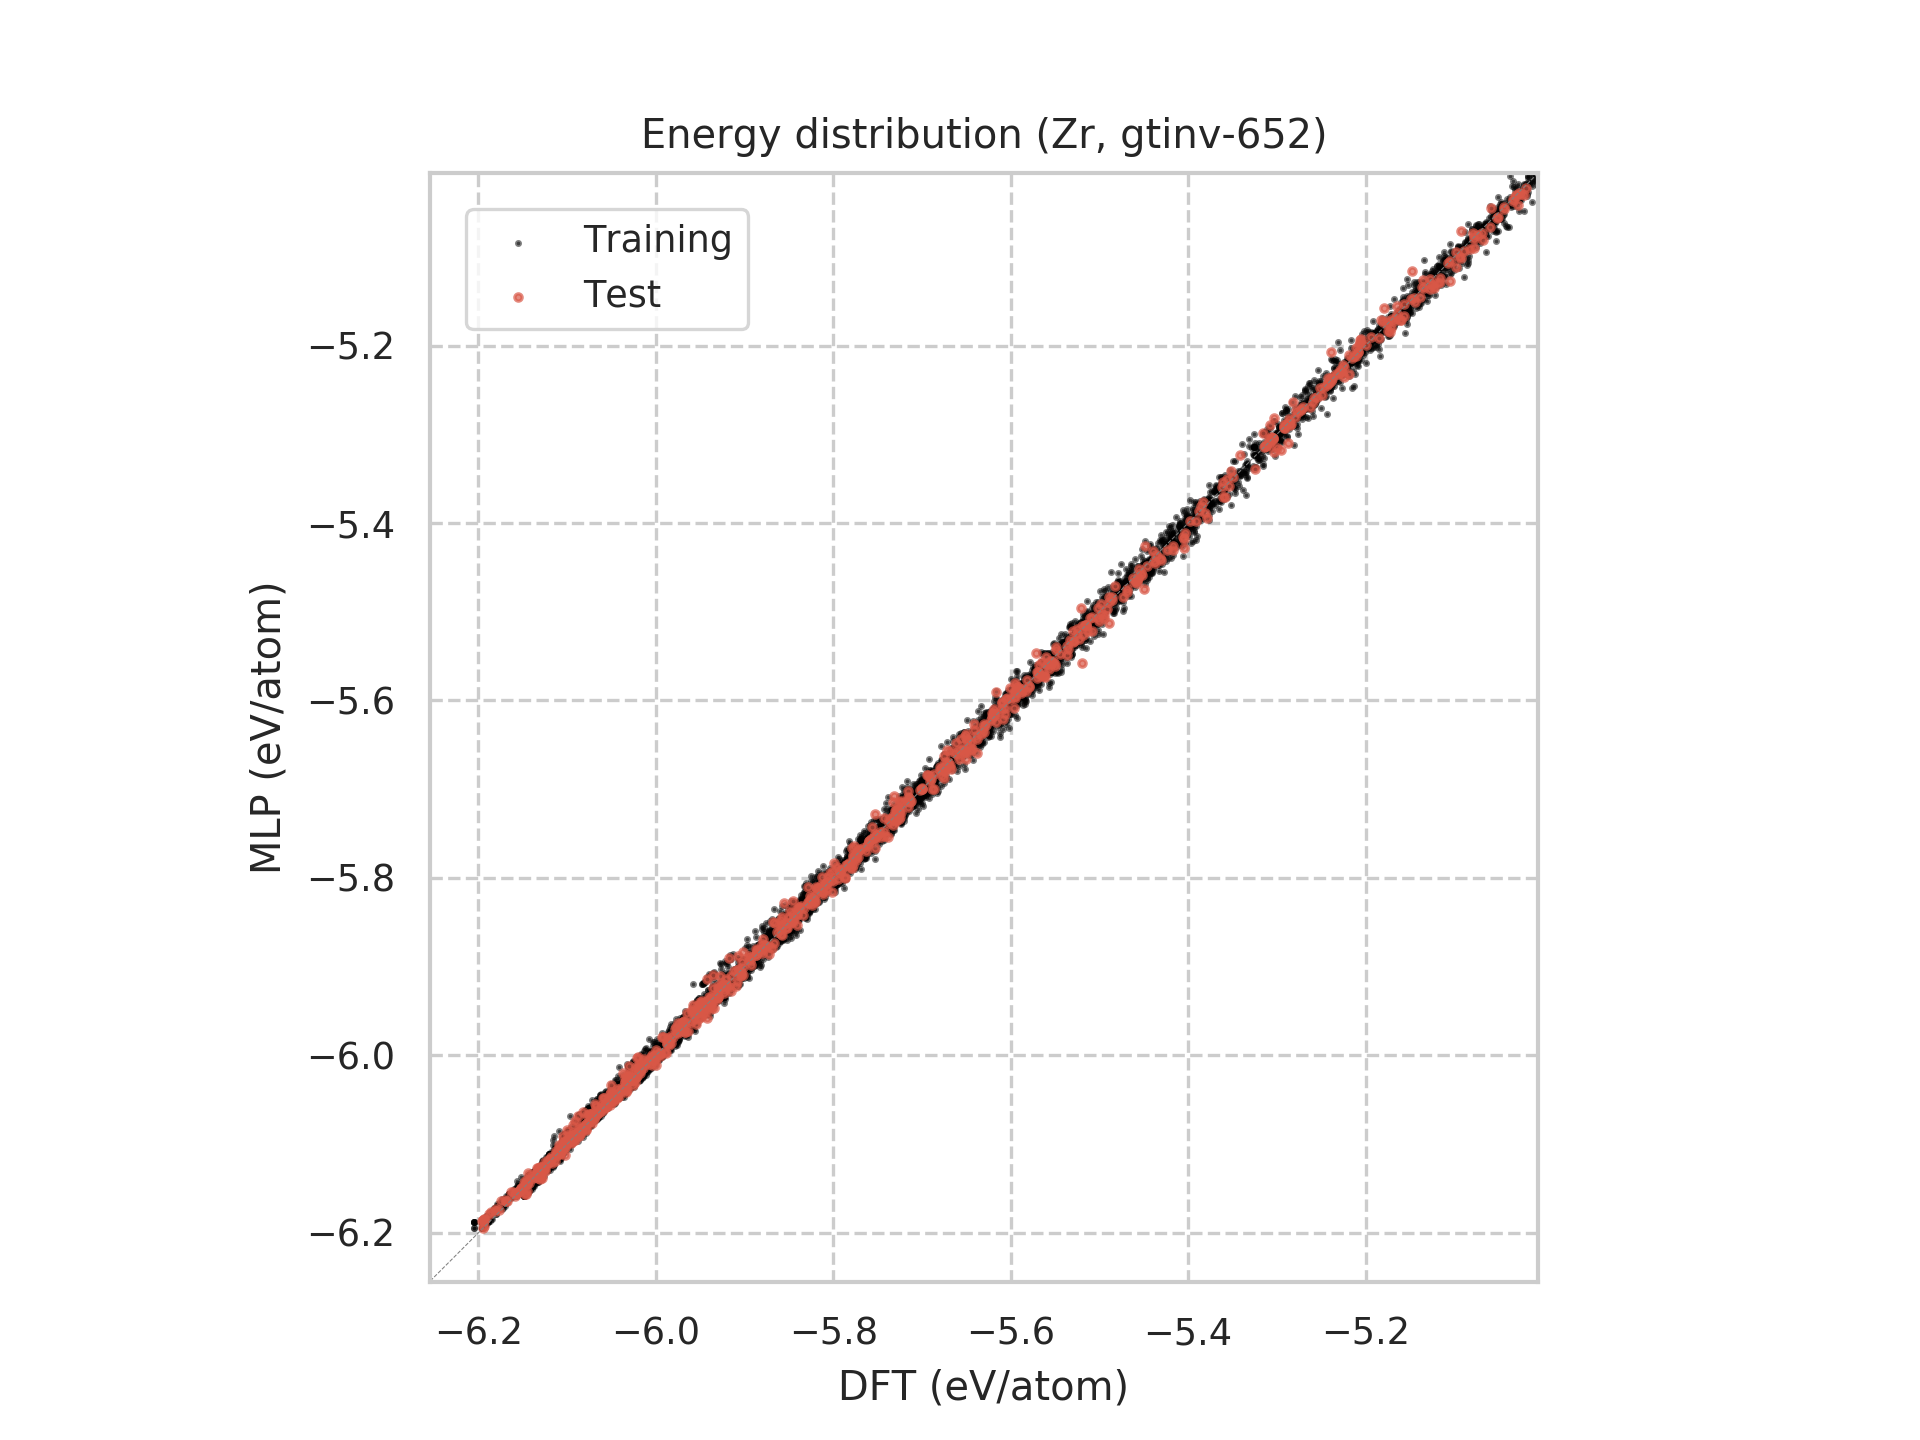 Energy distribution (Zr, gtinv-652)
Training
Test
MLP (eV/atom)
−5.2
−5.4
−5.6
−5.8
−6.0
−6.2
−6.2 −6.0 −5.8 −5.6 −5.4 −5.2
DFT (eV/atom)